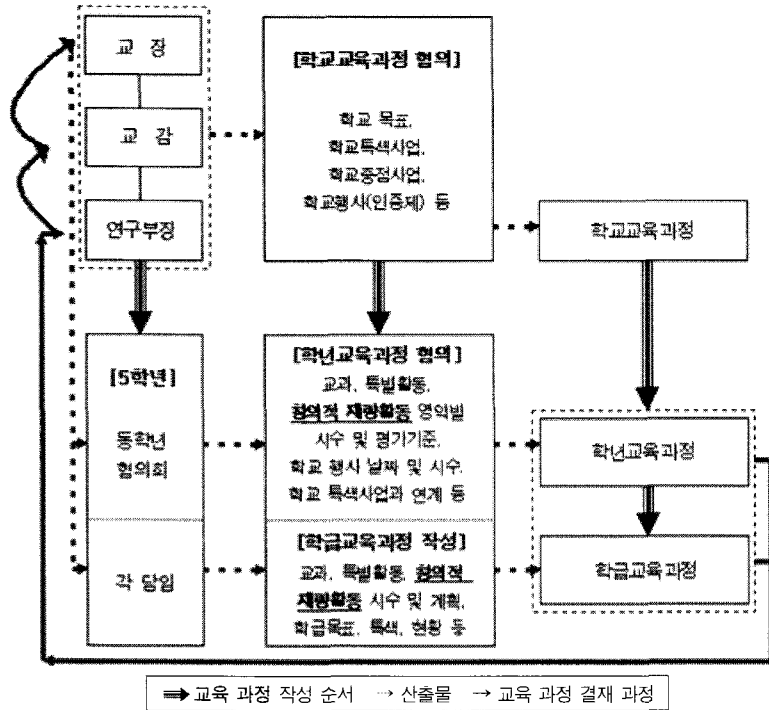 교 장
교 감
연구부장
[학교교육과정 협의]
학교 목표,
학교특색사업,
학교중점사업,
학교행사(인증제) 등
학교교육과정
[5학년]
동학년
협의회
각 담임
[학년교육과정 협의]
교과, 특별활동,
창의적 재량활동 영역별
시수 및 평가기준,
학교 행사 날짜 및 시수,
학교 특색사업과 연계 등
[학급교육과정 작성]
교과, 특별활동, 창의적
재량활동 시수 및 계획,
학급목표, 특색, 현황 등
학년교육과정
학급교육과정
⇒ 교육 과정 작성 순서 ⇢ 산출물 → 교육 과정 결재 과정